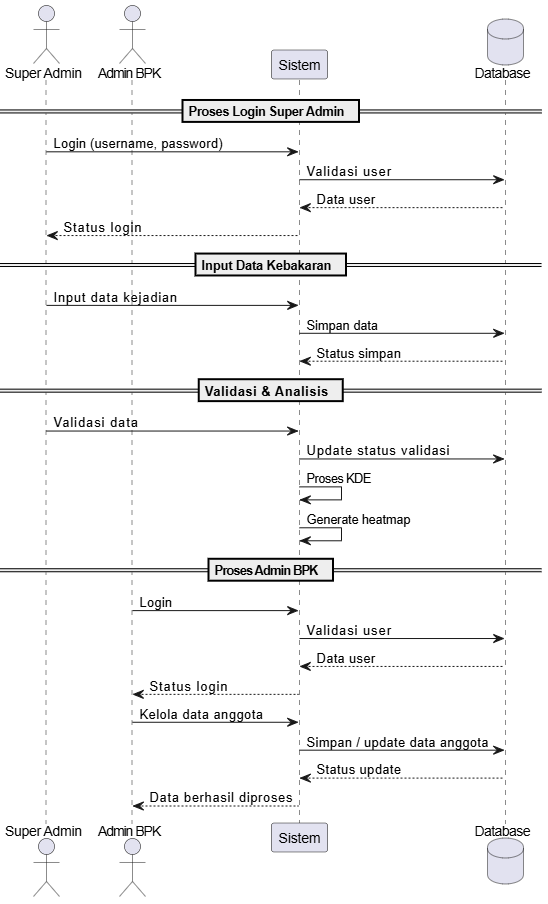 Super Admin
Admin BPK
Sistem
Database
Proses Login Super Admin
Login (username, password)
Validasi user
Data user
Status login
Input Data Kebakaran
Input data kejadian
Simpan data
Status simpan
Validasi & Analisis
Validasi data
Update status validasi
Proses KDE
Generate heatmap
Proses Admin BPK
Login
Validasi user
Data user
Status login
Kelola data anggota
Simpan / update data anggota
Status update
Data berhasil diproses
Super Admin
Admin BPK
Sistem
Database